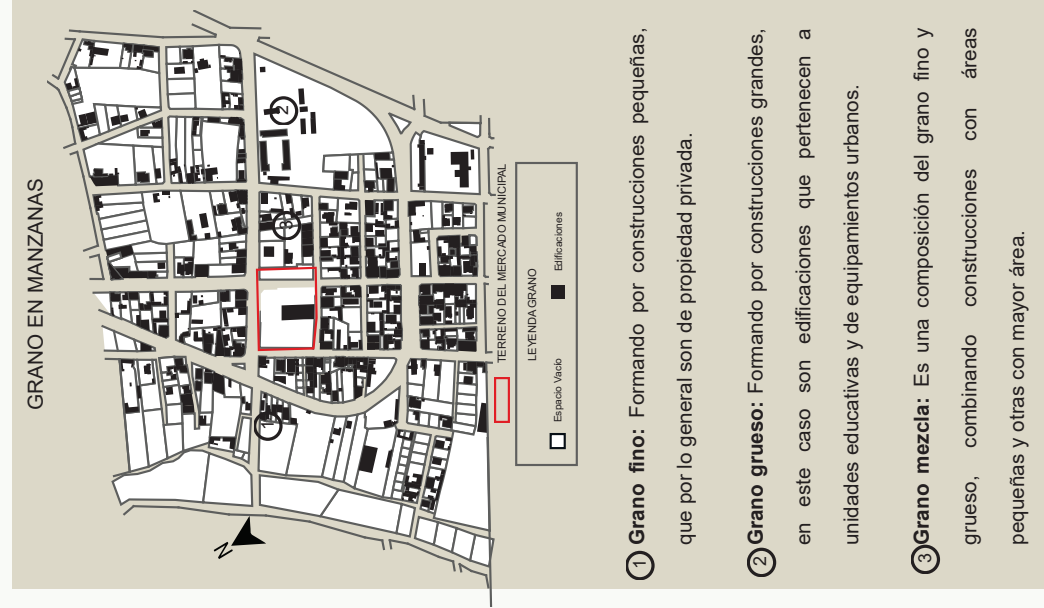 GRANO EN MANZANAS
1
2
3
N
TERRENO DEL MERCADO MUNICIPAL
LEYENDA GRANO
Espacio Vacío
Edificaciones
1 Grano fino: Formando por construcciones pequeñas,
que por lo general son de propiedad privada.
2 Grano grueso: Formando por construcciones grandes,
en este caso son edificaciones que pertenecen a
unidades educativas y de equipamientos urbanos.
3 Grano mezcla: Es una composición del grano fino y
grueso, combinando construcciones con áreas
pequeñas y otras con mayor área.